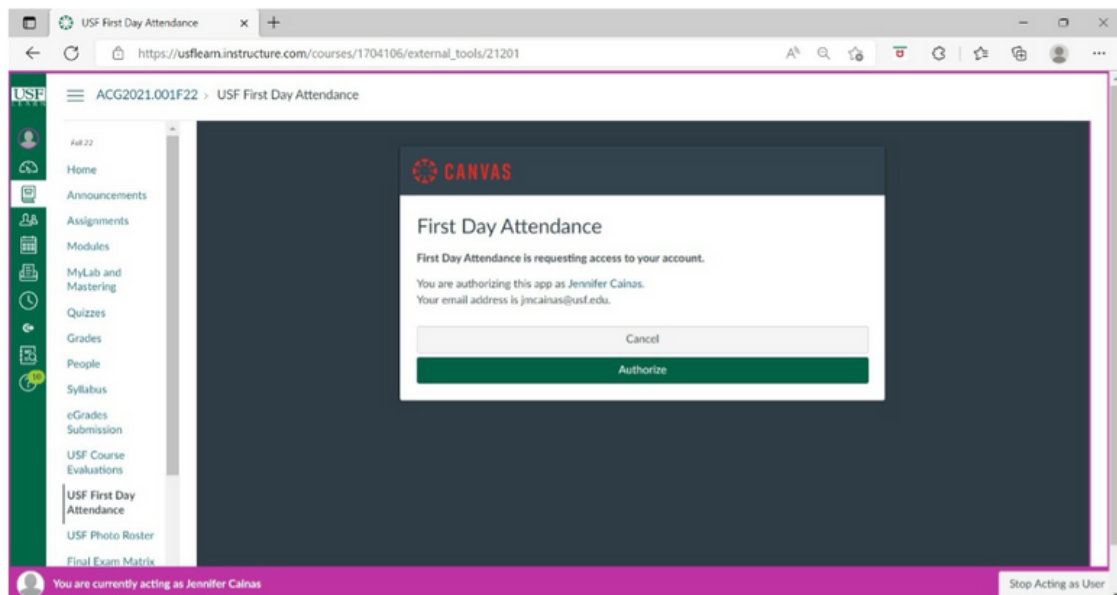 USF First Day Attendance
https://usflearn.instructure.com/courses/1704106/external_tools/21201
USF
LEARN
ACG2021.001F22 › USF First Day Attendance
Fall 22
Home
Announcements
Assignments
Modules
MyLab and
Mastering
Quizzes
Grades
People
Syllabus
eGrades
Submission
USF Course
Evaluations
USF First Day
Attendance
USF Photo Roster
Final Exam Matrix
10
CANVAS
First Day Attendance
First Day Attendance is requesting access to your account.
You are authorizing this app as Jennifer Cainas.
Your email address is jmcainas@usf.edu.
Cancel
Authorize
You are currently acting as Jennifer Cainas
Stop Acting as User